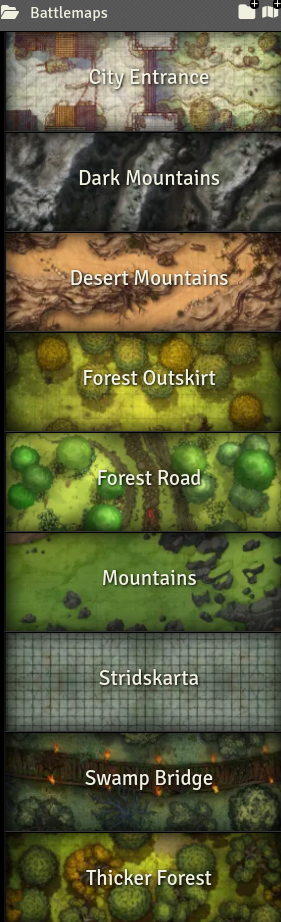 Battlemaps
City Entrance
Dark Mountains
Desert Mountains
Forest Outskirt
Forest Road
Mountains
Stridskarta
Swamp Bridge
Thicker Forest